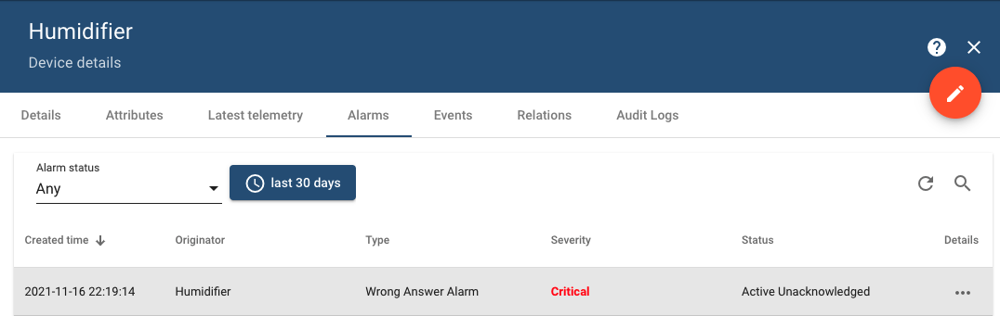 Humidifier
Device details
?
Details Attributes Latest telemetry Alarms Events Relations Audit Logs
Alarm status
Any
last 30 days
Created time Originator Type Severity Status Details
2021-11-16 22:19:14 Humidifier Wrong Answer Alarm Critical Active Unacknowledged ...